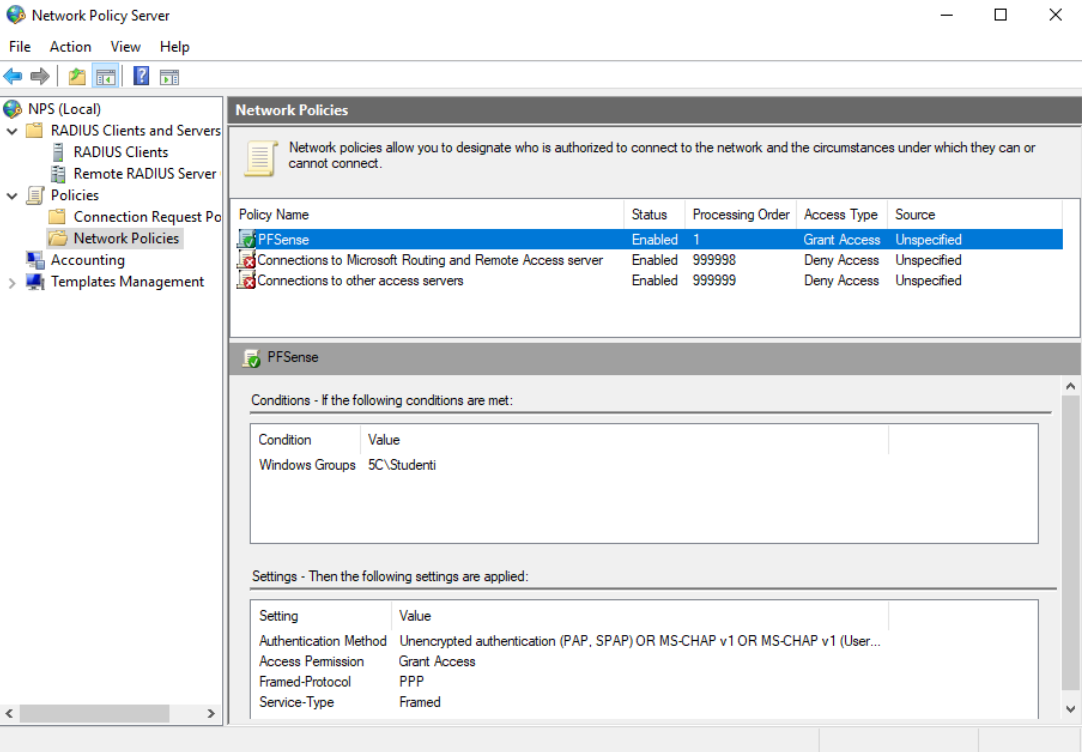 Network Policy Server
File Action View Help
NPS (Local)
RADIUS Clients and Servers
RADIUS Clients
Remote RADIUS Server
Policies
Connection Request Po
Network Policies
Accounting
Templates Management
Network Policies
Network policies allow you to designate who is authorized to connect to the network and the circumstances under which they can or
cannot connect.
Policy Name Status Processing Order Access Type Source
PFSense Enabled 1 Grant Access Unspecified
Connections to Microsoft Routing and Remote Access server Enabled 999998 Deny Access Unspecified
Connections to other access servers Enabled 999999 Deny Access Unspecified
PFSense
Conditions - If the following conditions are met:
Condition Value
Windows Groups 5C\Studenti
Settings - Then the following settings are applied:
Setting Value
Authentication Method Unencrypted authentication (PAP, SPAP) OR MS-CHAP v1 OR MS-CHAP v1 (User...
Access Permission Grant Access
Framed-Protocol PPP
Service-Type Framed